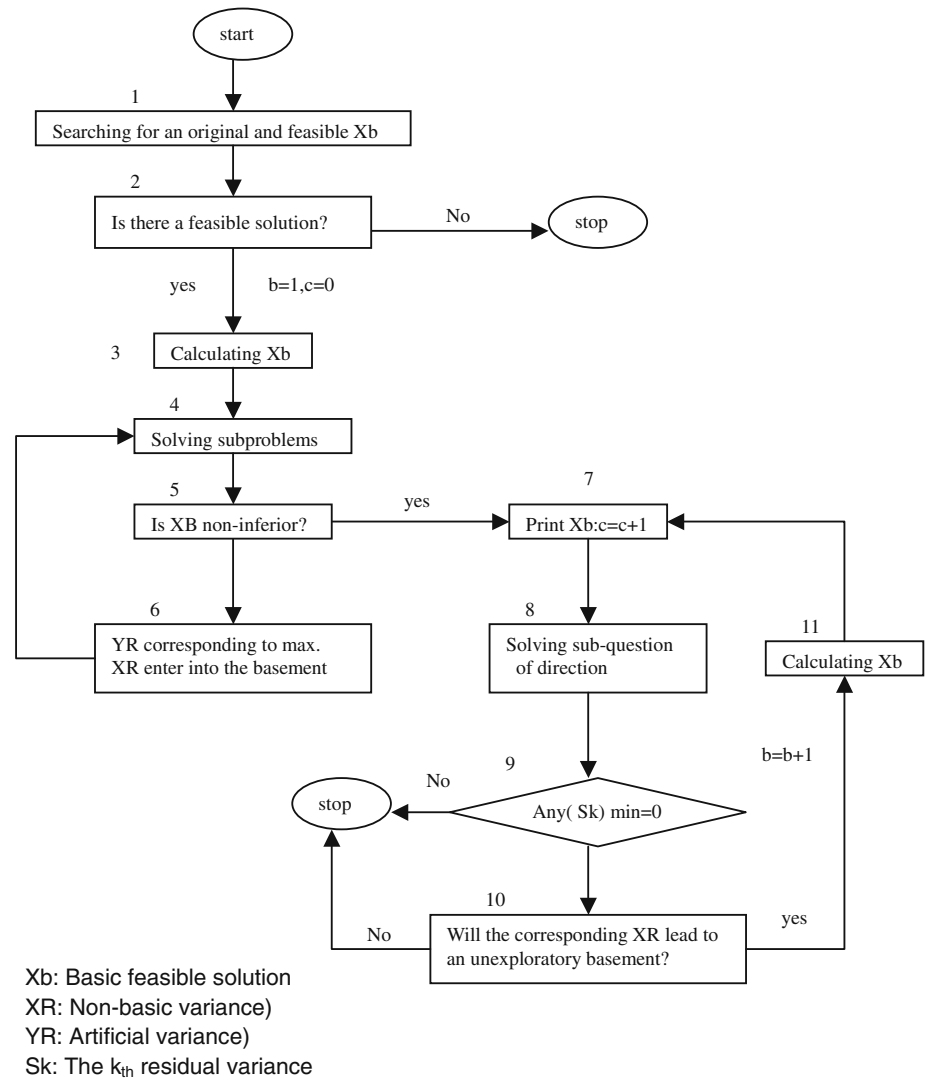 start
1
Searching for an original and feasible Xb
2
Is there a feasible solution?
No
stop
yes
b=1,c=0
3
Calculating Xb
4
Solving subproblems
5
Is XB non-inferior?
yes
7
Print Xb:c=c+1
6
YR corresponding to max.
XR enter into the basement
8
Solving sub-question
of direction
11
Calculating Xb
b=b+1
9
No
stop
Any( Sk) min=0
10
No
Will the corresponding XR lead to
an unexploratory basement?
yes
Xb: Basic feasible solution
XR: Non-basic variance)
YR: Artificial variance)
Sk: The kth residual variance